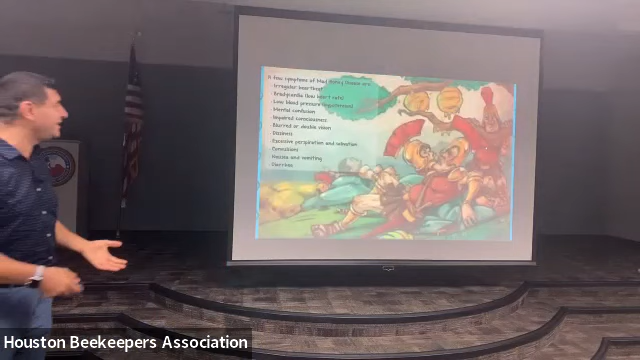 A few symptoms of Mad Honey Disease are:
- Irregular heartbeat
- Bradycardia (low heart rate)
- Low blood pressure (hypotension)
- Mental confusion
- Impaired consciousness
- Blurred or double vision
- Dizziness
- Excessive perspiration and salivation
- Convulsions
- Nausea and vomiting
- Diarrhea
Houston Beekeepers Association